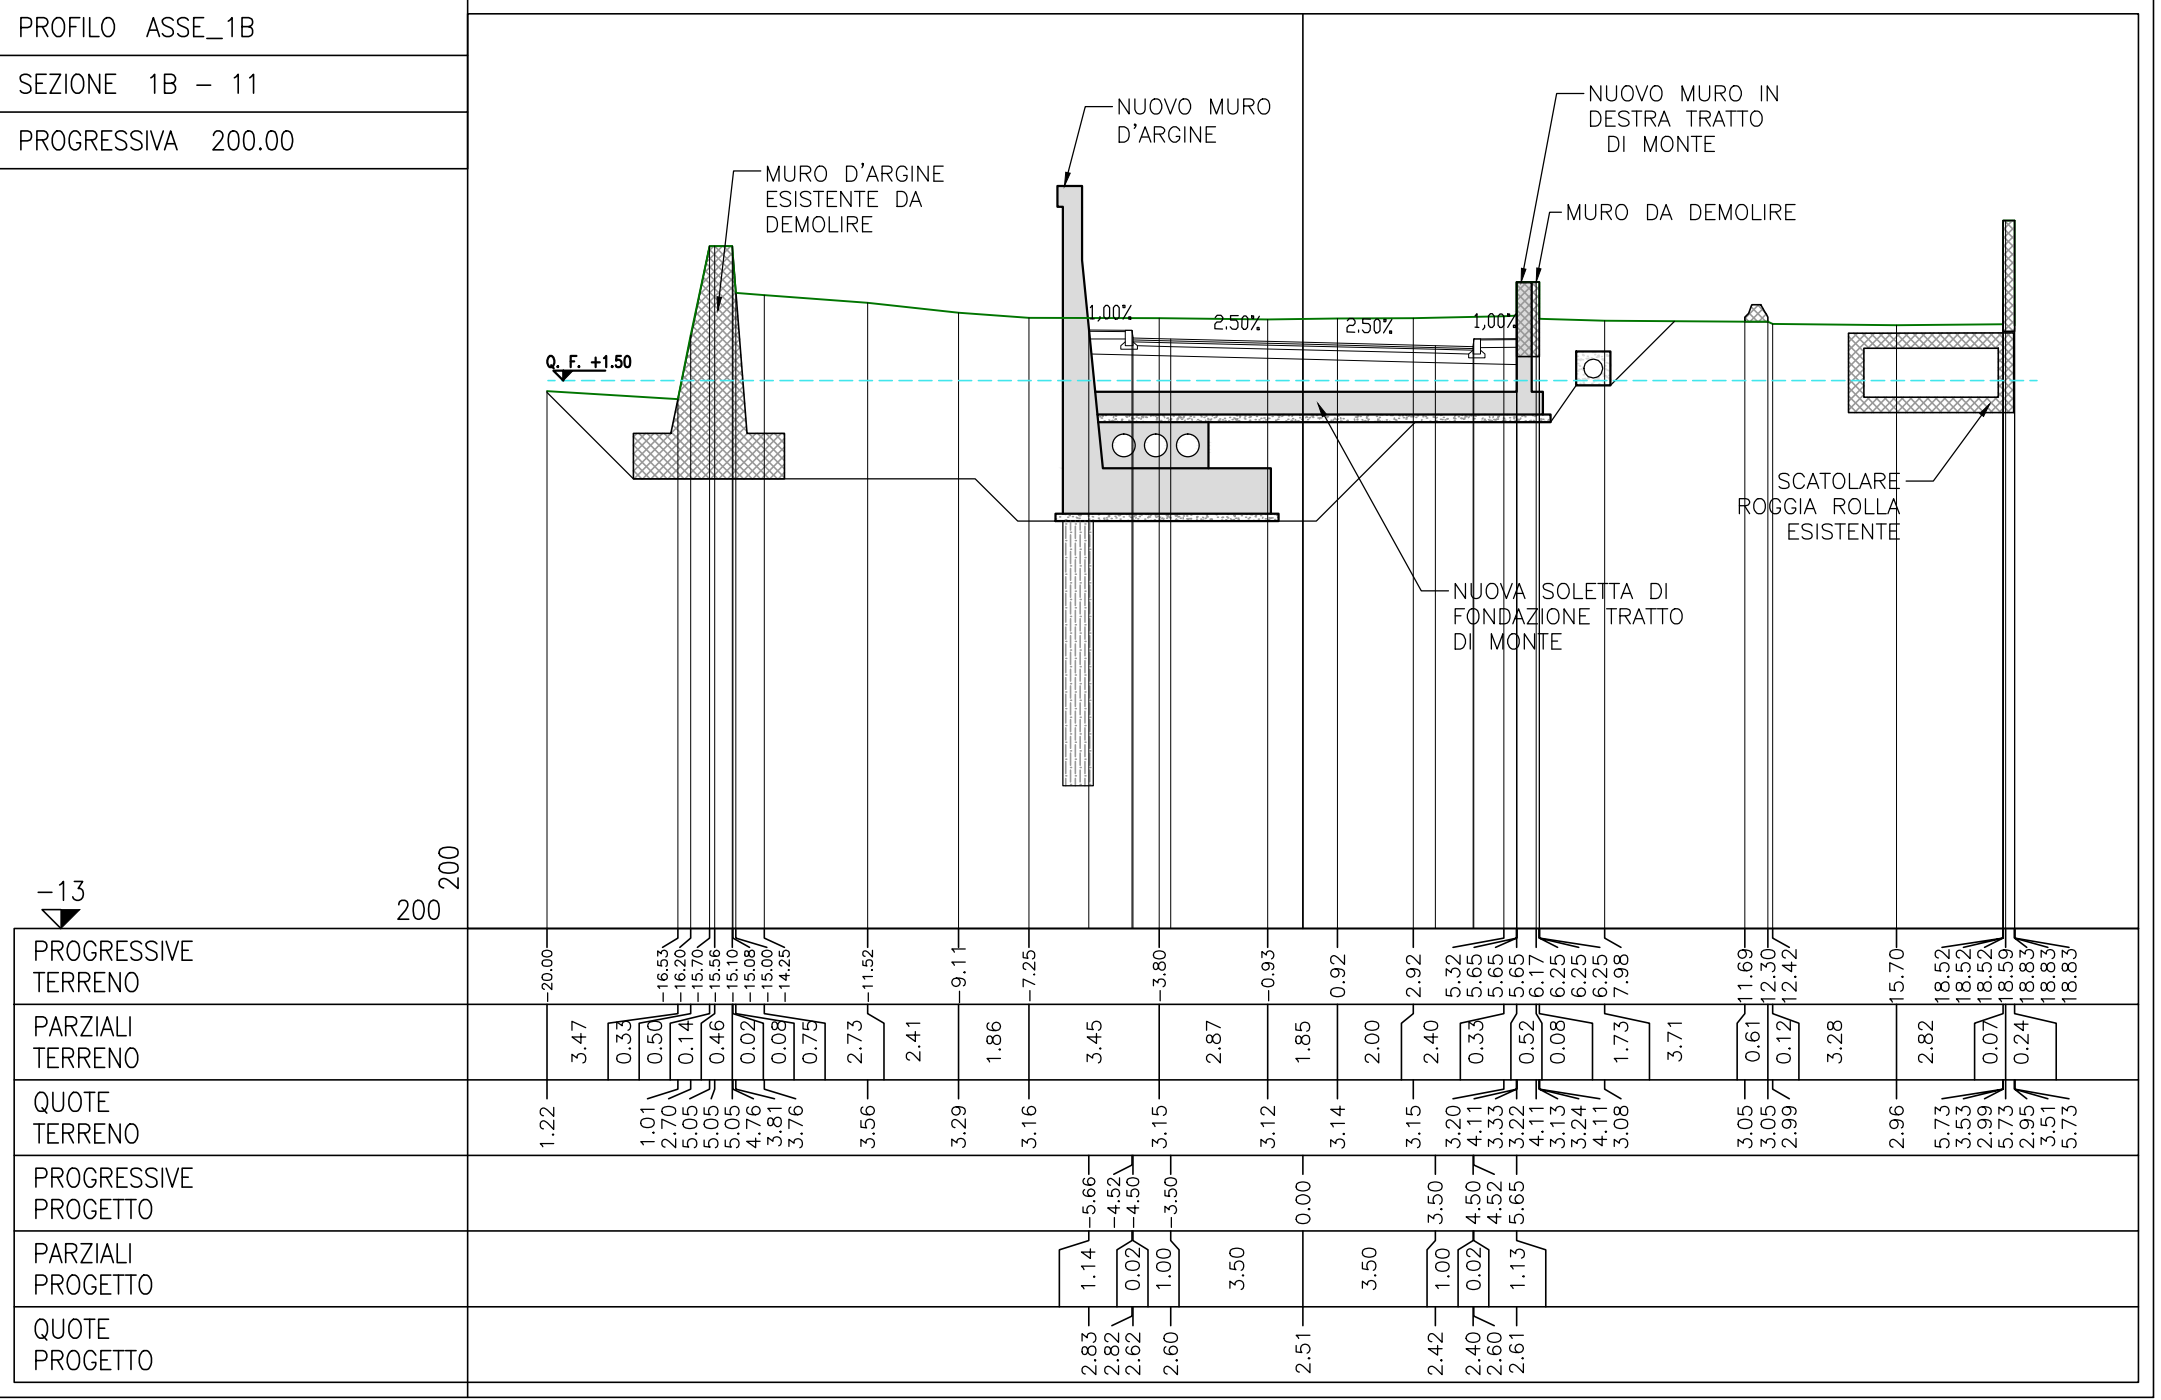 PROFILO ASSE_1B
SEZIONE 1B - 11
PROGRESSIVA 200.00
NUOVO MURO
D'ARGINE
NUOVO MURO IN
DESTRA TRATTO
DI MONTE
MURO D'ARGINE
ESISTENTE DA
DEMOLIRE
MURO DA DEMOLIRE
1,00%
2.50%
2.50%
1,00%
Q. F. +1.50
SCATOLARE
ROGGIA ROLLA
ESISTENTE
NUOVA SOLETTA DI
FONDAZIONE TRATTO
DI MONTE
-13
200
200
PROGRESSIVE
TERRENO
-20.00 -16.53 -16.20 -15.70 -15.56 -15.10 -15.08 -15.00 -14.25 -11.52 -9.11 -7.25 -3.80 -0.93 0.92 2.92 5.32 5.65 5.65 5.65 6.17 6.25 6.25 6.25 7.98 11.69 12.30 12.42 15.70 18.52 18.52 18.52 18.59 18.83 18.83 18.83
PARZIALI
TERRENO
3.47 0.33 0.50 0.14 0.46 0.02 0.08 0.75 2.73 2.41 1.86 3.45 2.87 1.85 2.00 2.40 0.33 0.52 0.08 1.73 3.71 0.61 0.12 3.28 2.82 0.07 0.24
QUOTE
TERRENO
1.22 1.01 2.70 5.05 5.05 5.05 4.76 3.81 3.76 3.56 3.29 3.16 3.15 3.12 3.14 3.15 3.20 4.11 3.33 3.22 4.11 3.13 3.24 4.11 3.08 3.05 3.05 2.99 2.96 5.73 3.53 2.99 5.73 2.95 3.51 5.73
PROGRESSIVE
PROGETTO
-5.66 -4.52 -4.50 -3.50 0.00 3.50 4.50 4.52 5.65
PARZIALI
PROGETTO
1.14 0.02 1.00 3.50 3.50 1.00 0.02 1.13
QUOTE
PROGETTO
2.83 2.82 2.62 2.60 2.51 2.42 2.40 2.60 2.61